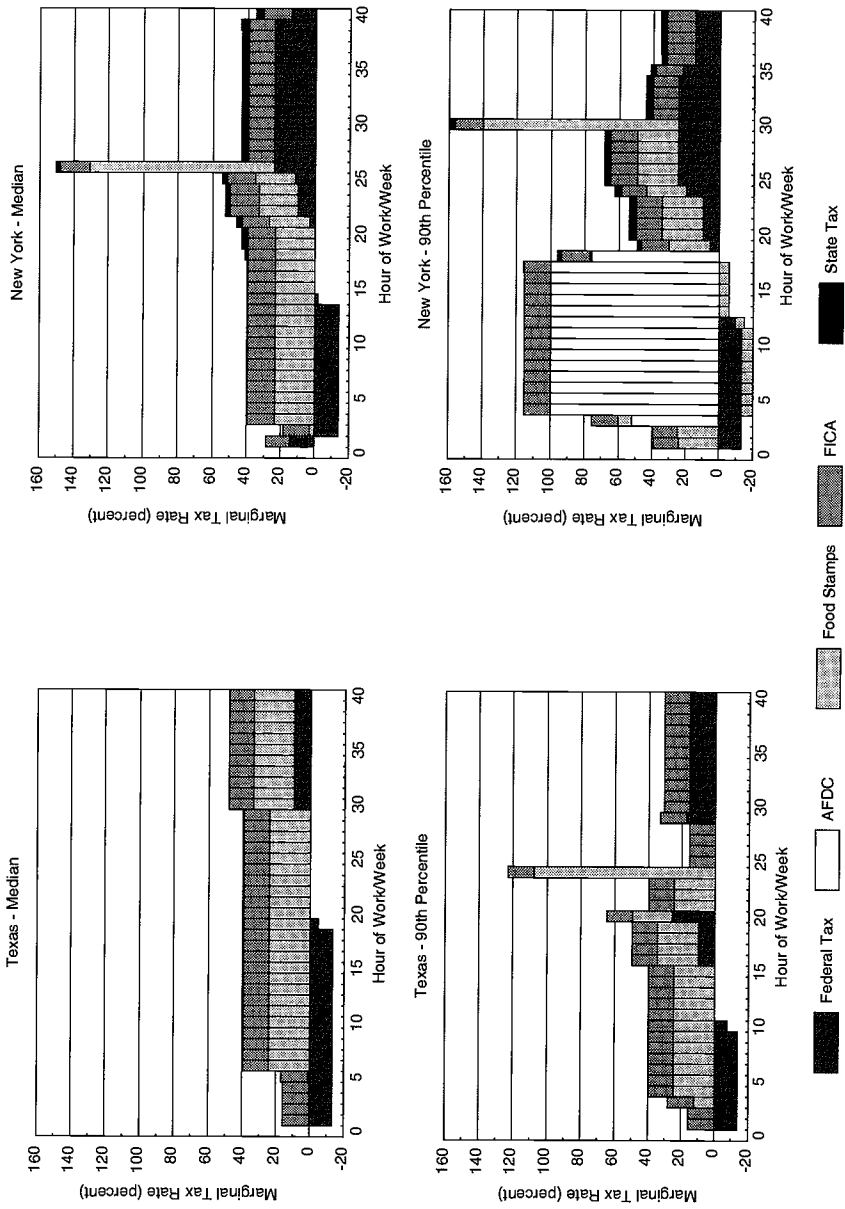 Texas - Median
Marginal Tax Rate (percent)
160
140
120
100
80
60
40
20
0
-20
0 5 10 15 20 25 30 35 40
Hour of Work/Week
New York - Median
Marginal Tax Rate (percent)
160
140
120
100
80
60
40
20
0
-20
0 5 10 15 20 25 30 35 40
Hour of Work/Week
Texas - 90th Percentile
Marginal Tax Rate (percent)
160
140
120
100
80
60
40
20
0
-20
0 5 10 15 20 25 30 35 40
Hour of Work/Week
New York - 90th Percentile
Marginal Tax Rate (percent)
160
140
120
100
80
60
40
20
0
-20
0 5 10 15 20 25 30 35 40
Hour of Work/Week
Federal Tax AFDC Food Stamps FICA State Tax